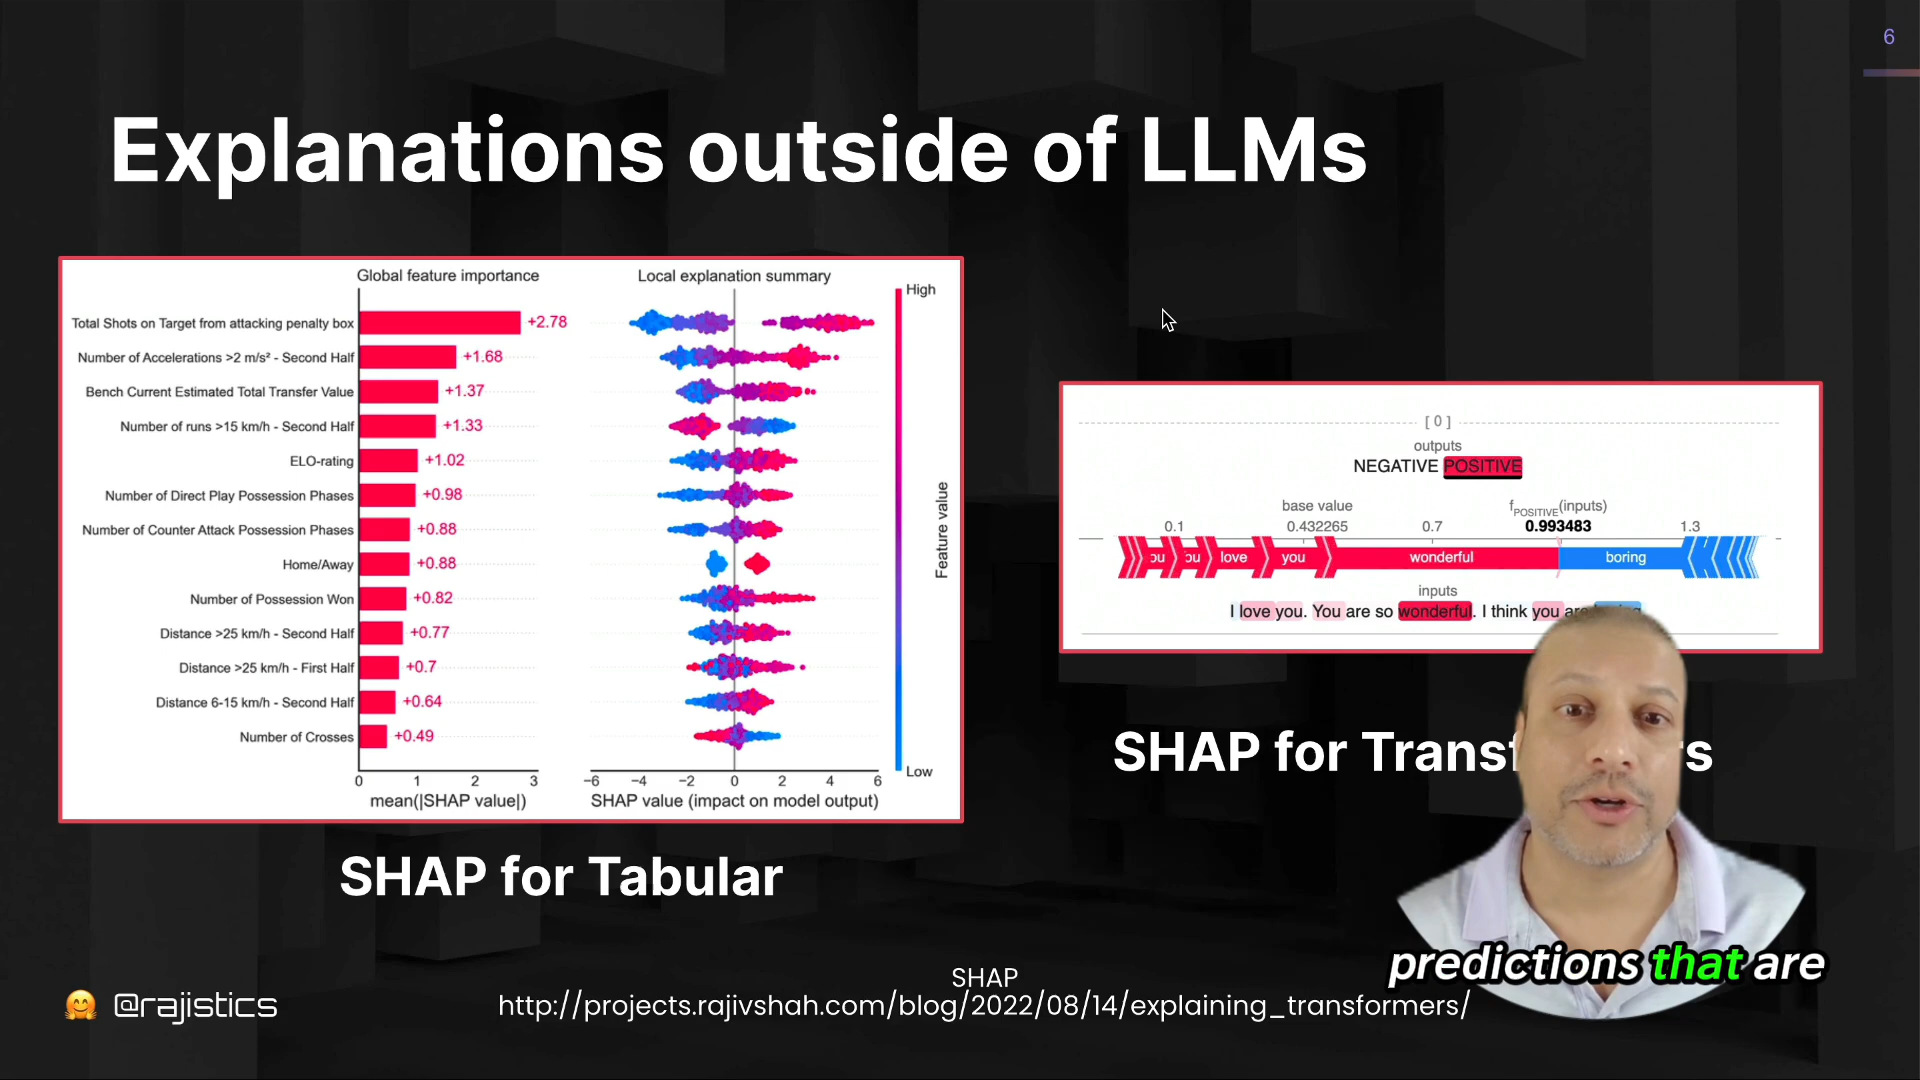 6
Explanations outside of LLMs
Global feature importance
Local explanation summary
High
Total Shots on Target from attacking penalty box
+2.78
Number of Accelerations >2 m/s² - Second Half
+1.68
Bench Current Estimated Total Transfer Value
+1.37
Number of runs >15 km/h - Second Half
+1.33
ELO-rating
+1.02
Number of Direct Play Possession Phases
+0.98
Number of Counter Attack Possession Phases
+0.88
Home/Away
+0.88
Number of Possession Won
+0.82
Distance >25 km/h - Second Half
+0.77
Distance >25 km/h - First Half
+0.7
Distance 6-15 km/h - Second Half
+0.64
Number of Crosses
+0.49
Feature value
Low
0 1 2 3
mean(|SHAP value|)
−6 −4 −2 0 2 4 6
SHAP value (impact on model output)
SHAP for Tabular
[ 0 ]
outputs
NEGATIVE POSITIVE
base value
fPOSITIVE(inputs)
0.1 0.432265 0.7 0.993483 1.3
ou ou love you wonderful boring
inputs
I love you. You are so wonderful. I think you are
SHAP for
predictions that are
SHAP
http://projects.rajivshah.com/blog/2022/08/14/explaining_transformers/
@rajistics